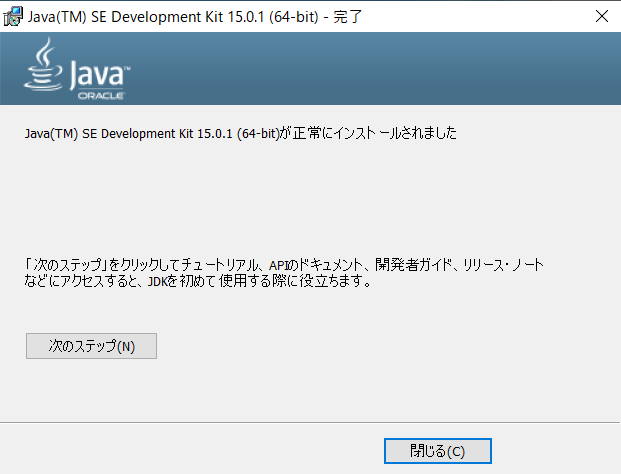 Java(TM) SE Development Kit 15.0.1 (64-bit) - 完了
Java™
ORACLE
Java(TM) SE Development Kit 15.0.1 (64-bit)が正常にインストールされました
「次のステップ」をクリックしてチュートリアル、APIのドキュメント、開発者ガイド、リリース・ノート
などにアクセスすると、JDKを初めて使用する際に役立ちます。
次のステップ(N)
閉じる(C)